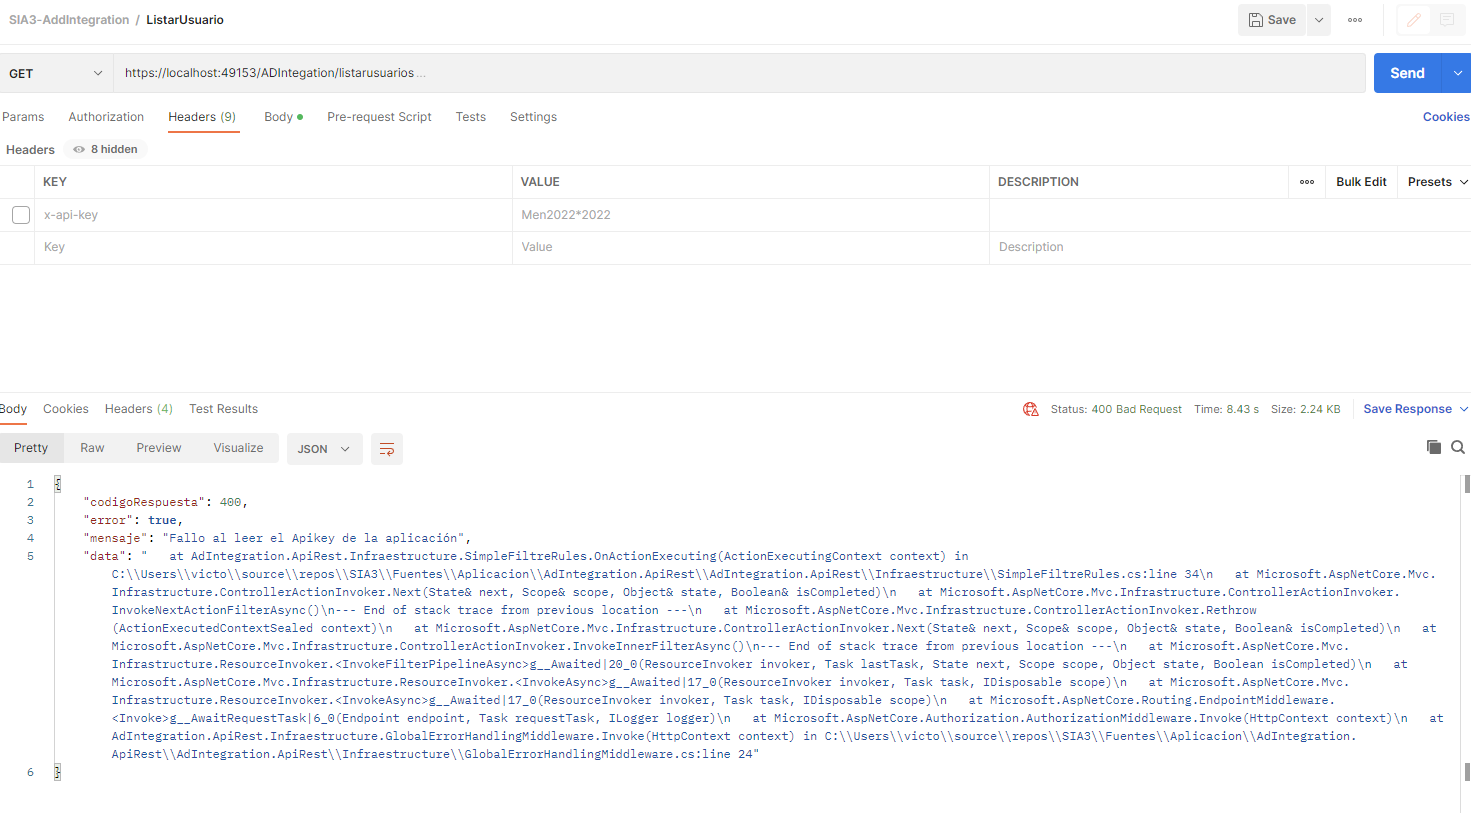 SIA3-AddIntegration / ListarUsuario
Save
GET
https://localhost:49153/ADIntegation/listarusuarios ...
Send
Params
Authorization
Headers (9)
Body
Pre-request Script
Tests
Settings
Cookies
Headers
8 hidden
KEY
VALUE
DESCRIPTION
Bulk Edit
Presets
x-api-key
Men2022*2022
Key
Value
Description
Body
Cookies
Headers (4)
Test Results
Status: 400 Bad Request
Time: 8.43 s
Size: 2.24 KB
Save Response
Pretty
Raw
Preview
Visualize
JSON
1 {
2 "codigoRespuesta": 400,
3 "error": true,
4 "mensaje": "Fallo al leer el Apikey de la aplicación",
5 "data": "   at AdIntegration.ApiRest.Infraestructure.SimpleFiltreRules.OnActionExecuting(ActionExecutingContext context) in
C:\\Users\\victo\\source\\repos\\SIA3\\Fuentes\\Aplicacion\\AdIntegration.ApiRest\\AdIntegration.ApiRest\\Infraestructure\\SimpleFiltreRules.cs:line 34\n   at Microsoft.AspNetCore.Mvc.
Infrastructure.ControllerActionInvoker.Next(State& next, Scope& scope, Object& state, Boolean& isCompleted)\n   at Microsoft.AspNetCore.Mvc.Infrastructure.ControllerActionInvoker.
InvokeNextActionFilterAsync()\n--- End of stack trace from previous location ---\n   at Microsoft.AspNetCore.Mvc.Infrastructure.ControllerActionInvoker.Rethrow
(ActionExecutedContextSealed context)\n   at Microsoft.AspNetCore.Mvc.Infrastructure.ControllerActionInvoker.Next(State& next, Scope& scope, Object& state, Boolean& isCompleted)\n   at
Microsoft.AspNetCore.Mvc.Infrastructure.ControllerActionInvoker.InvokeInnerFilterAsync()\n--- End of stack trace from previous location ---\n   at Microsoft.AspNetCore.Mvc.
Infrastructure.ResourceInvoker.<InvokeFilterPipelineAsync>g__Awaited|20_0(ResourceInvoker invoker, Task lastTask, State next, Scope scope, Object state, Boolean isCompleted)\n   at
Microsoft.AspNetCore.Mvc.Infrastructure.ResourceInvoker.<InvokeAsync>g__Awaited|17_0(ResourceInvoker invoker, Task task, IDisposable scope)\n   at Microsoft.AspNetCore.Mvc.
Infrastructure.ResourceInvoker.<InvokeAsync>g__Awaited|17_0(ResourceInvoker invoker, Task task, IDisposable scope)\n   at Microsoft.AspNetCore.Routing.EndpointMiddleware.
<Invoke>g__AwaitRequestTask|6_0(Endpoint endpoint, Task requestTask, ILogger logger)\n   at Microsoft.AspNetCore.Authorization.AuthorizationMiddleware.Invoke(HttpContext context)\n   at
AdIntegration.ApiRest.Infraestructure.GlobalErrorHandlingMiddleware.Invoke(HttpContext context) in C:\\Users\\victo\\source\\repos\\SIA3\\Fuentes\\Aplicacion\\AdIntegration.
ApiRest\\AdIntegration.ApiRest\\Infraestructure\\GlobalErrorHandlingMiddleware.cs:line 24"
6 }